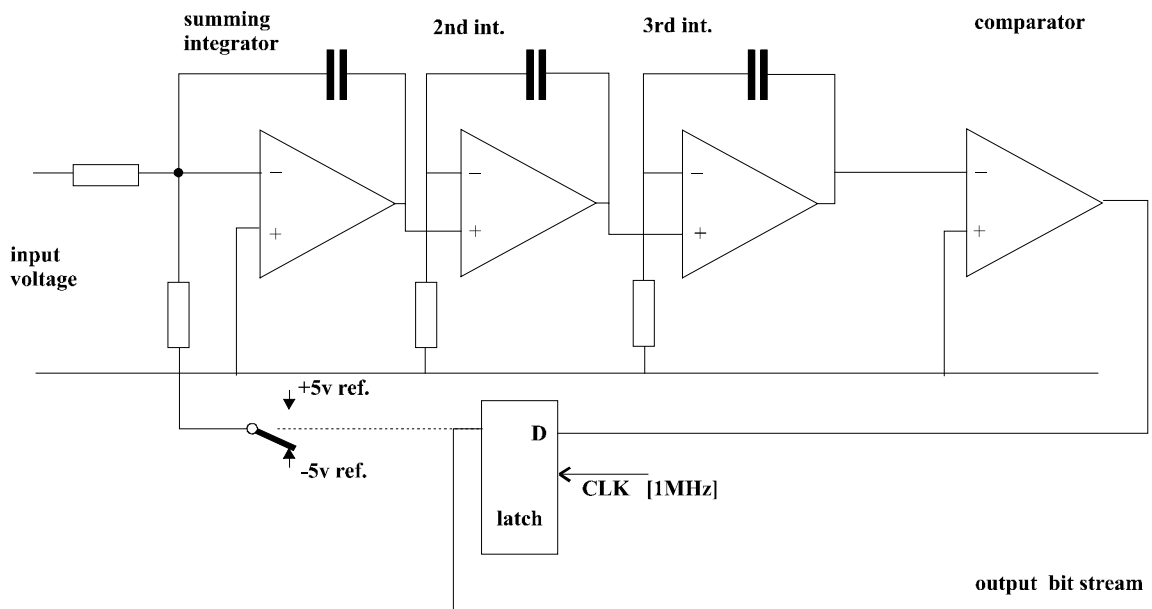 summing
integrator
2nd int.
3rd int.
comparator
−
+
−
+
−
+
−
+
input
voltage
+5v ref.
-5v ref.
D
CLK [1MHz]
latch
output bit stream